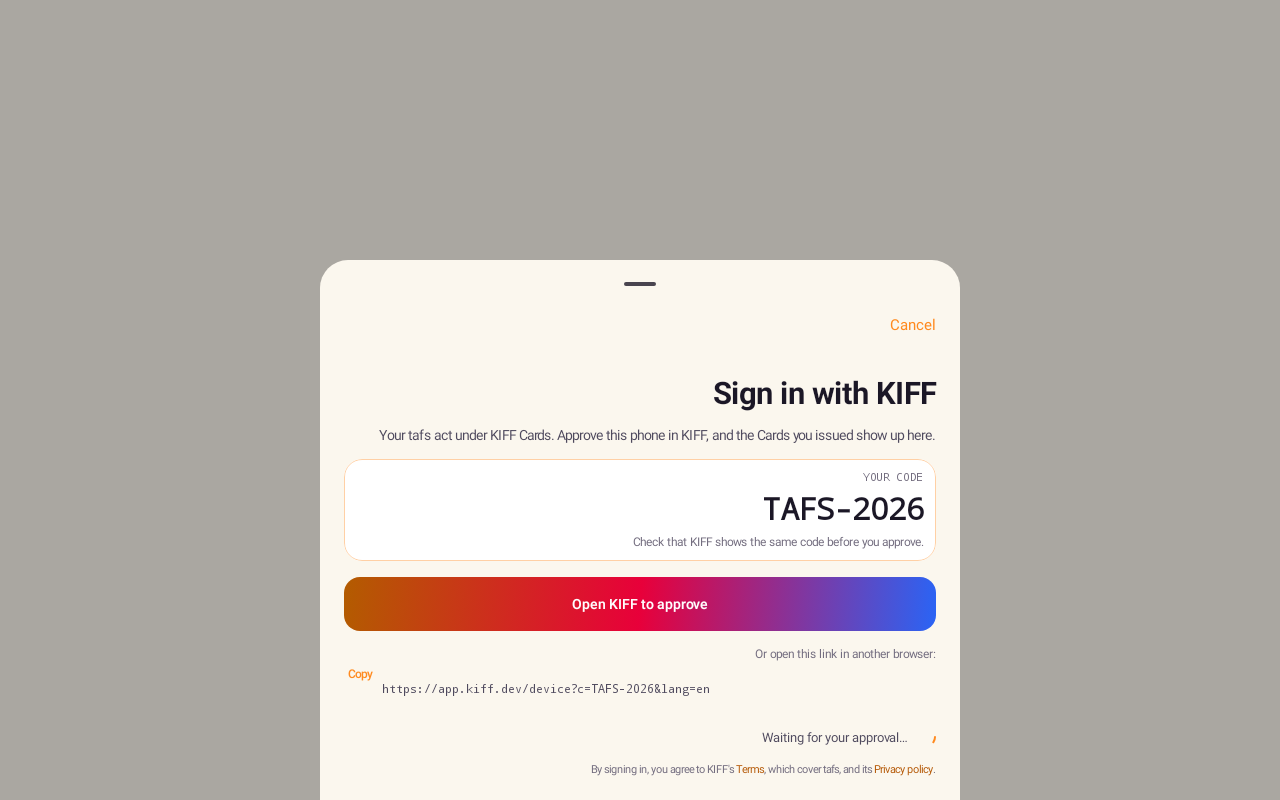 Cancel
Sign in with KIFF
Your tafs act under KIFF Cards. Approve this phone in KIFF, and the Cards you issued show up here.
YOUR CODE
TAFS-2026
Check that KIFF shows the same code before you approve.
Open KIFF to approve
Or open this link in another browser:
Copy
https://app.kiff.dev/device?c=TAFS-2026&lang=en
Waiting for your approval…
By signing in, you agree to KIFF's Terms, which cover tafs, and its Privacy policy.